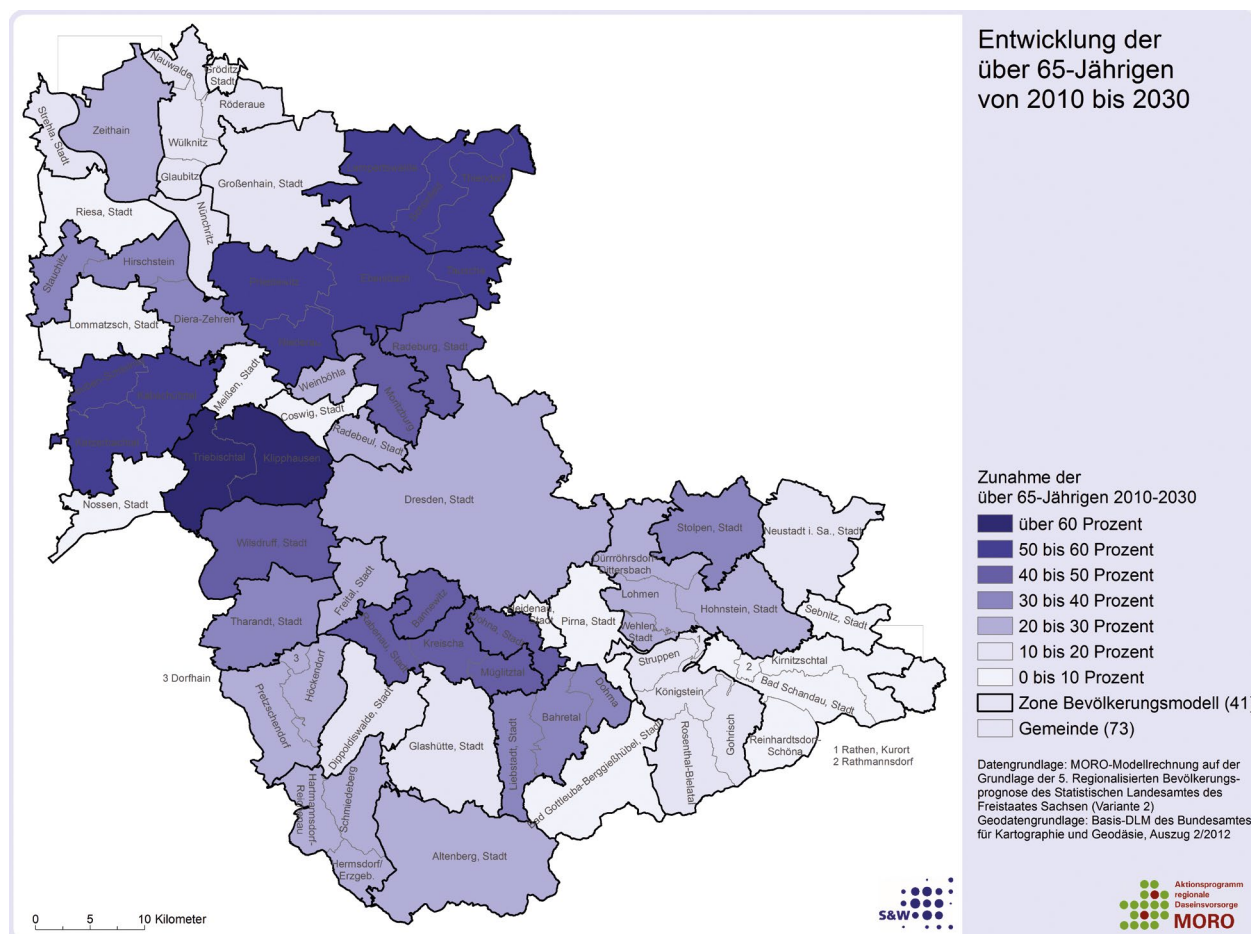 Entwicklung der
über 65-Jährigen
von 2010 bis 2030
Nauwalde
Gröditz,
Stadt
Röderaue
Strehla, Stadt
Zeithain
Wülknitz
Glaubitz
Großenhain, Stadt
Riesa, Stadt
Nünchritz
Stauchitz
Hirschstein
Diera-Zehren
Lommatzsch, Stadt
Radeburg, Stadt
Weinböhla
Moritzburg
Meißen, Stadt
Coswig, Stadt
Radebeul, Stadt
Triebischtal
Klipphausen
Nossen, Stadt
Dresden, Stadt
Wilsdruff, Stadt
Stolpen, Stadt
Neustadt i. Sa., Stadt
Dürrröhrsdorf-
Dittersbach
Lohmen
Hohnstein, Stadt
Sebnitz, Stadt
Freital, Stadt
Bannewitz
Heidenau,
Stadt
Pirna, Stadt
Wehlen,
Stadt
Tharandt, Stadt
Rabenau, Stadt
Kreischa
Dohna, Stadt
Müglitztal
Struppen
1
2
Kirnitzschtal
Bad Schandau, Stadt
3 Dorfhain
3
Höckendorf
Pretzschendorf
Dippoldiswalde, Stadt
Glashütte, Stadt
Liebstadt, Stadt
Bahretal
Dohma
Königstein
Rosenthal-Bielatal
Gohrisch
Reinhardtsdorf-
Schöna
Bad Gottleuba-Berggießhübel, Stadt
1 Rathen, Kurort
2 Rathmannsdorf
Hartmannsdorf-
Reichenau
Schmiedeberg
Hermsdorf/
Erzgeb.
Altenberg, Stadt
Zunahme der
über 65-Jährigen 2010-2030
über 60 Prozent
50 bis 60 Prozent
40 bis 50 Prozent
30 bis 40 Prozent
20 bis 30 Prozent
10 bis 20 Prozent
0 bis 10 Prozent
Zone Bevölkerungsmodell (41)
Gemeinde (73)
Datengrundlage: MORO-Modellrechnung auf der
Grundlage der 5. Regionalisierten Bevölkerungs-
prognose des Statistischen Landesamtes des
Freistaates Sachsen (Variante 2)
Geodatengrundlage: Basis-DLM des Bundesamtes
für Kartographie und Geodäsie, Auszug 2/2012
0 5 10 Kilometer
S&W
Aktionsprogramm
regionale
Daseinsvorsorge
MORO